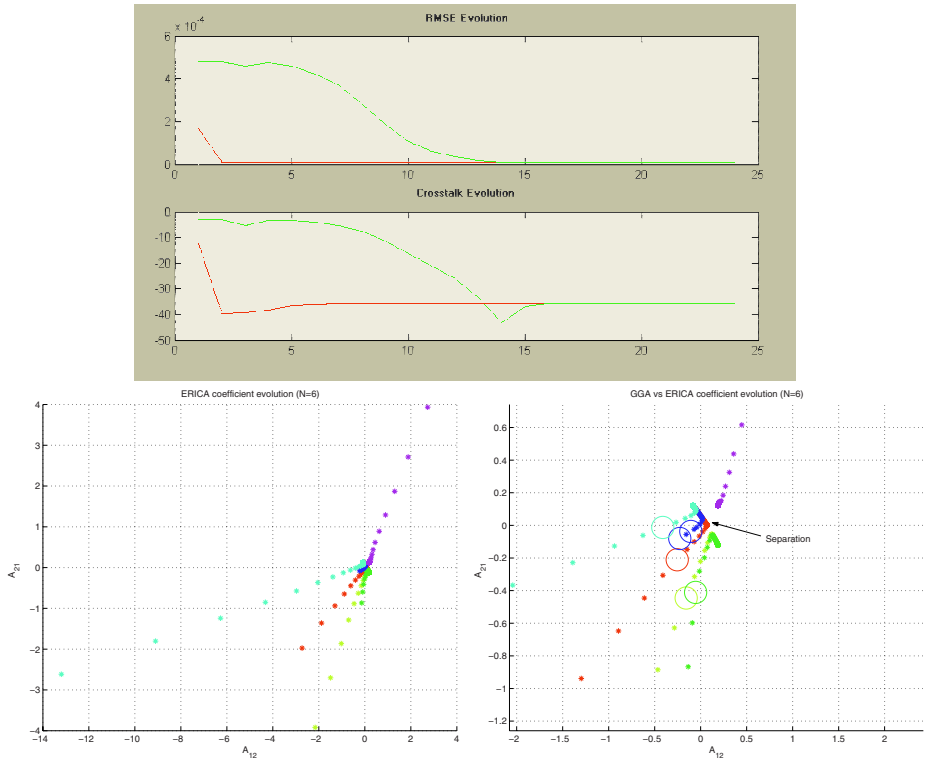 RMSE Evolution
× 10⁻⁴
6
4
2
0
0 5 10 15 20 25
Crosstalk Evolution
0
-10
-20
-30
-40
-50
0 5 10 15 20 25
ERICA coefficient evolution (N=6)
4
3
2
1
0
−1
−2
−3
−4
−14 −12 −10 −8 −6 −4 −2 0 2 4
A₂₁
A₁₂
GGA vs ERICA coefficient evolution (N=6)
0.6
0.4
0.2
0
−0.2
−0.4
−0.6
−0.8
−1
−1.2
−2 −1.5 −1 −0.5 0 0.5 1 1.5 2
A₂₁
A₁₂
Separation